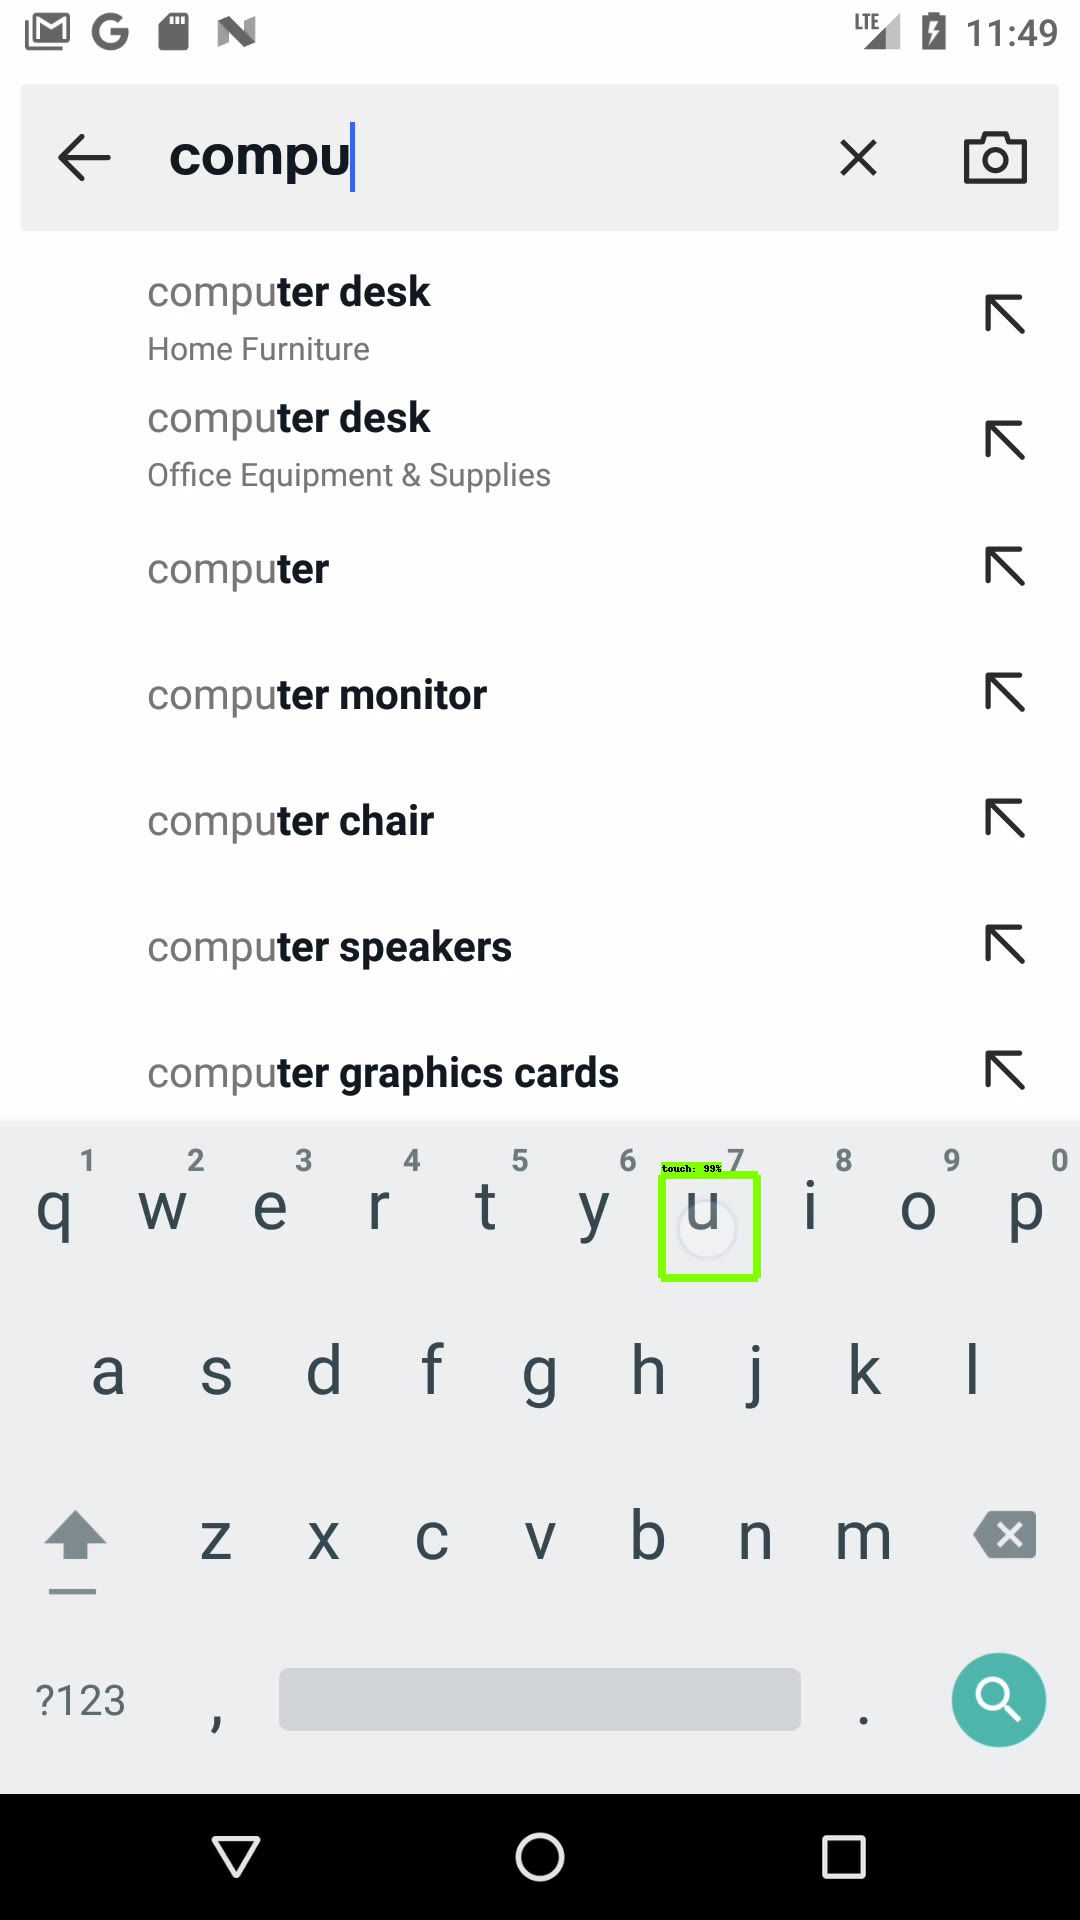 LTE 11:49
compu
computer desk
Home Furniture
computer desk
Office Equipment & Supplies
computer
computer monitor
computer chair
computer speakers
computer graphics cards
1 2 3 4 5 6 7 8 9 0
touch: 99%
q w e r t y u i o p
a s d f g h j k l
z x c v b n m
?123 , .